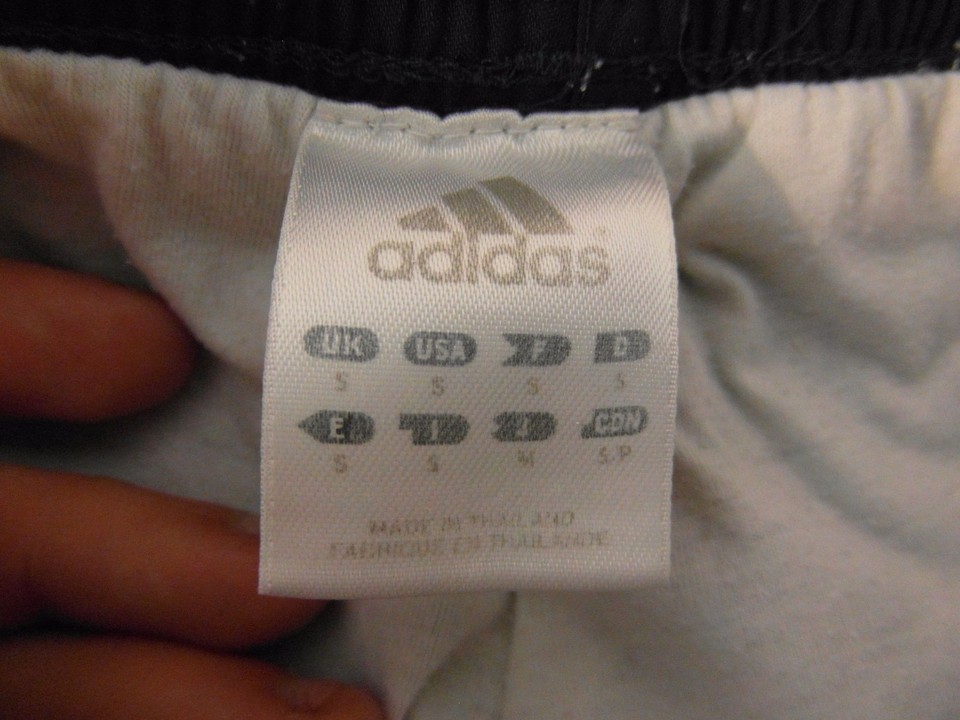 adidas
UK USA F D
S S S S
E I J CDN
S S M S/P
MADE IN THAILAND
FABRIQUE EN THAILANDE